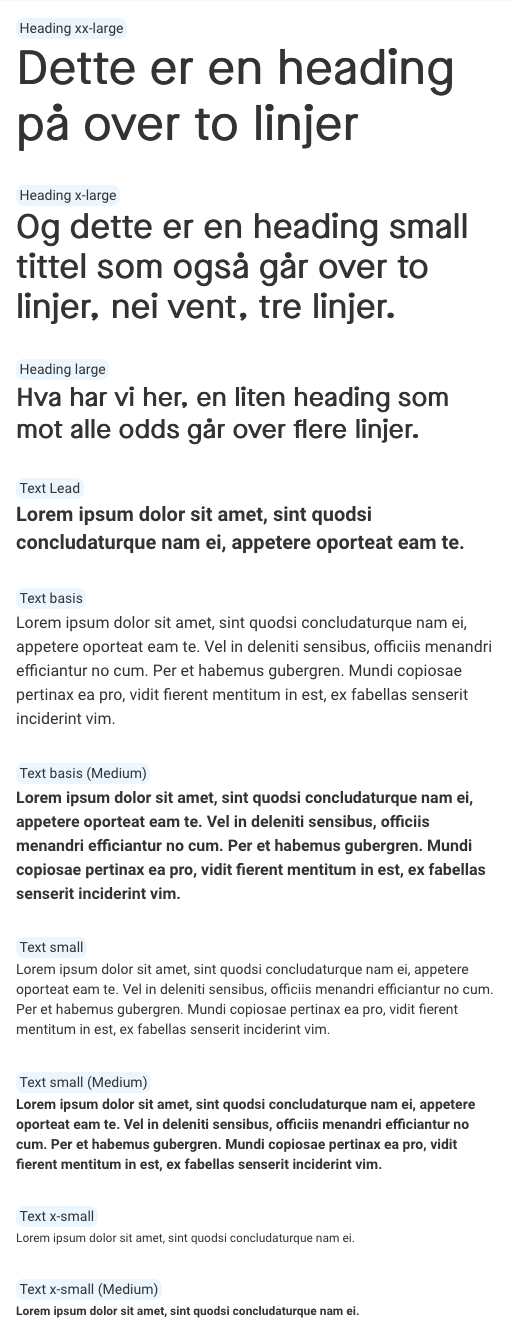 Heading xx-large
Dette er en heading
på over to linjer
Heading x-large
Og dette er en heading small
tittel som også går over to
linjer, nei vent, tre linjer.
Heading large
Hva har vi her, en liten heading som
mot alle odds går over flere linjer.
Text Lead
Lorem ipsum dolor sit amet, sint quodsi
concludaturque nam ei, appetere oporteat eam te.
Text basis
Lorem ipsum dolor sit amet, sint quodsi concludaturque nam ei,
appetere oporteat eam te. Vel in deleniti sensibus, officiis menandri
efficiantur no cum. Per et habemus gubergren. Mundi copiosae
pertinax ea pro, vidit fierent mentitum in est, ex fabellas senserit
inciderint vim.
Text basis (Medium)
Lorem ipsum dolor sit amet, sint quodsi concludaturque nam ei,
appetere oporteat eam te. Vel in deleniti sensibus, officiis
menandri efficiantur no cum. Per et habemus gubergren. Mundi
copiosae pertinax ea pro, vidit fierent mentitum in est, ex fabellas
senserit inciderint vim.
Text small
Lorem ipsum dolor sit amet, sint quodsi concludaturque nam ei, appetere
oporteat eam te. Vel in deleniti sensibus, officiis menandri efficiantur no cum.
Per et habemus gubergren. Mundi copiosae pertinax ea pro, vidit fierent
mentitum in est, ex fabellas senserit inciderint vim.
Text small (Medium)
Lorem ipsum dolor sit amet, sint quodsi concludaturque nam ei, appetere
oporteat eam te. Vel in deleniti sensibus, officiis menandri efficiantur no
cum. Per et habemus gubergren. Mundi copiosae pertinax ea pro, vidit
fierent mentitum in est, ex fabellas senserit inciderint vim.
Text x-small
Lorem ipsum dolor sit amet, sint quodsi concludaturque nam ei.
Text x-small (Medium)
Lorem ipsum dolor sit amet, sint quodsi concludaturque nam ei.